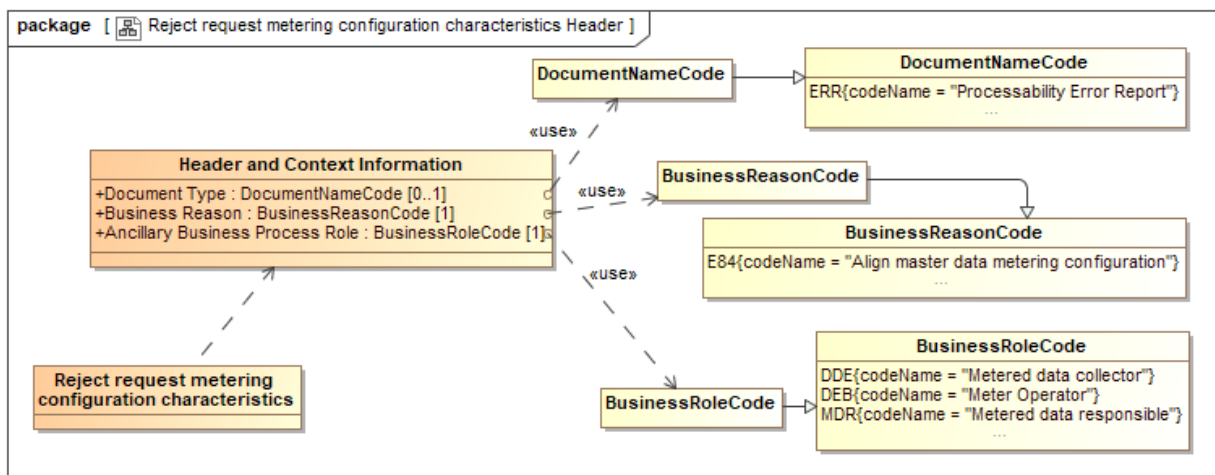 package [ Reject request metering configuration characteristics Header ]
DocumentNameCode
DocumentNameCode
ERR{codeName = "Processability Error Report"}
...
«use»
Header and Context Information
+Document Type : DocumentNameCode [0..1]
+Business Reason : BusinessReasonCode [1]
+Ancillary Business Process Role : BusinessRoleCode [1]
«use»
BusinessReasonCode
BusinessReasonCode
E84{codeName = "Align master data metering configuration"}
...
«use»
Reject request metering
configuration characteristics
BusinessRoleCode
BusinessRoleCode
DDE{codeName = "Metered data collector"}
DEB{codeName = "Meter Operator"}
MDR{codeName = "Metered data responsible"}
...